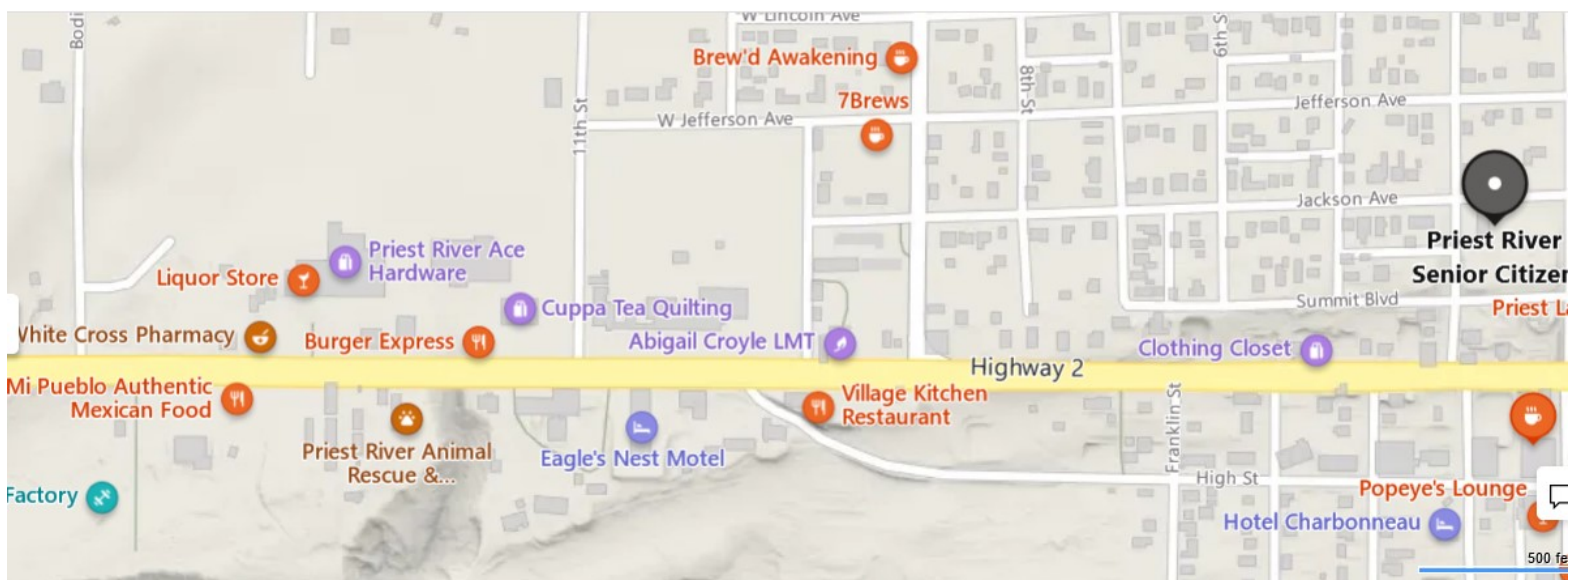 W Lincoln Ave
Bodi
6th S
Brew'd Awakening
8th St
7Brews
Jefferson Ave
11th St
W Jefferson Ave
Jackson Ave
Priest River
Senior Citizen
Priest River Ace
Hardware
Liquor Store
Cuppa Tea Quilting
Summit Blvd
Priest La
White Cross Pharmacy
Burger Express
Abigail Croyle LMT
Clothing Closet
Highway 2
Mi Pueblo Authentic
Mexican Food
Village Kitchen
Restaurant
Franklin St
Priest River Animal
Rescue &...
Eagle's Nest Motel
High St
Factory
Popeye's Lounge
Hotel Charbonneau
500 fe